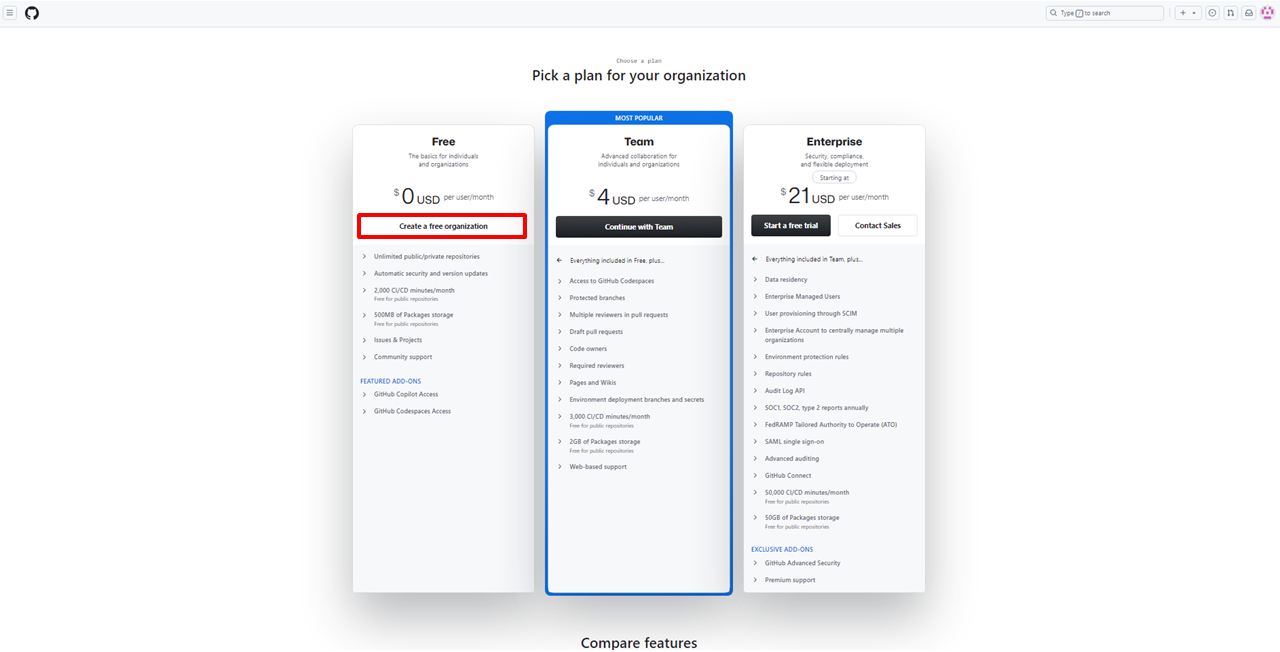 Type / to search
Choose a plan
Pick a plan for your organization
Free
The basics for individuals
and organizations
$ 0 USD per user/month
Create a free organization
Unlimited public/private repositories
Automatic security and version updates
2,000 CI/CD minutes/month
Free for public repositories
500MB of Packages storage
Free for public repositories
Issues & Projects
Community support
FEATURED ADD-ONS
GitHub Copilot Access
GitHub Codespaces Access
MOST POPULAR
Team
Advanced collaboration for
individuals and organizations
$ 4 USD per user/month
Continue with Team
Everything included in Free, plus...
Access to GitHub Codespaces
Protected branches
Multiple reviewers in pull requests
Draft pull requests
Code owners
Required reviewers
Pages and Wikis
Environment deployment branches and secrets
3,000 CI/CD minutes/month
Free for public repositories
2GB of Packages storage
Free for public repositories
Web-based support
Enterprise
Security, compliance,
and flexible deployment
Starting at
$ 21 USD per user/month
Start a free trial
Contact Sales
Everything included in Team, plus...
Data residency
Enterprise Managed Users
User provisioning through SCIM
Enterprise Account to centrally manage multiple
organizations
Environment protection rules
Repository rules
Audit Log API
SOC1, SOC2, type 2 reports annually
FedRAMP Tailored Authority to Operate (ATO)
SAML single sign-on
Advanced auditing
GitHub Connect
50,000 CI/CD minutes/month
Free for public repositories
50GB of Packages storage
Free for public repositories
EXCLUSIVE ADD-ONS
GitHub Advanced Security
Premium support
Compare features